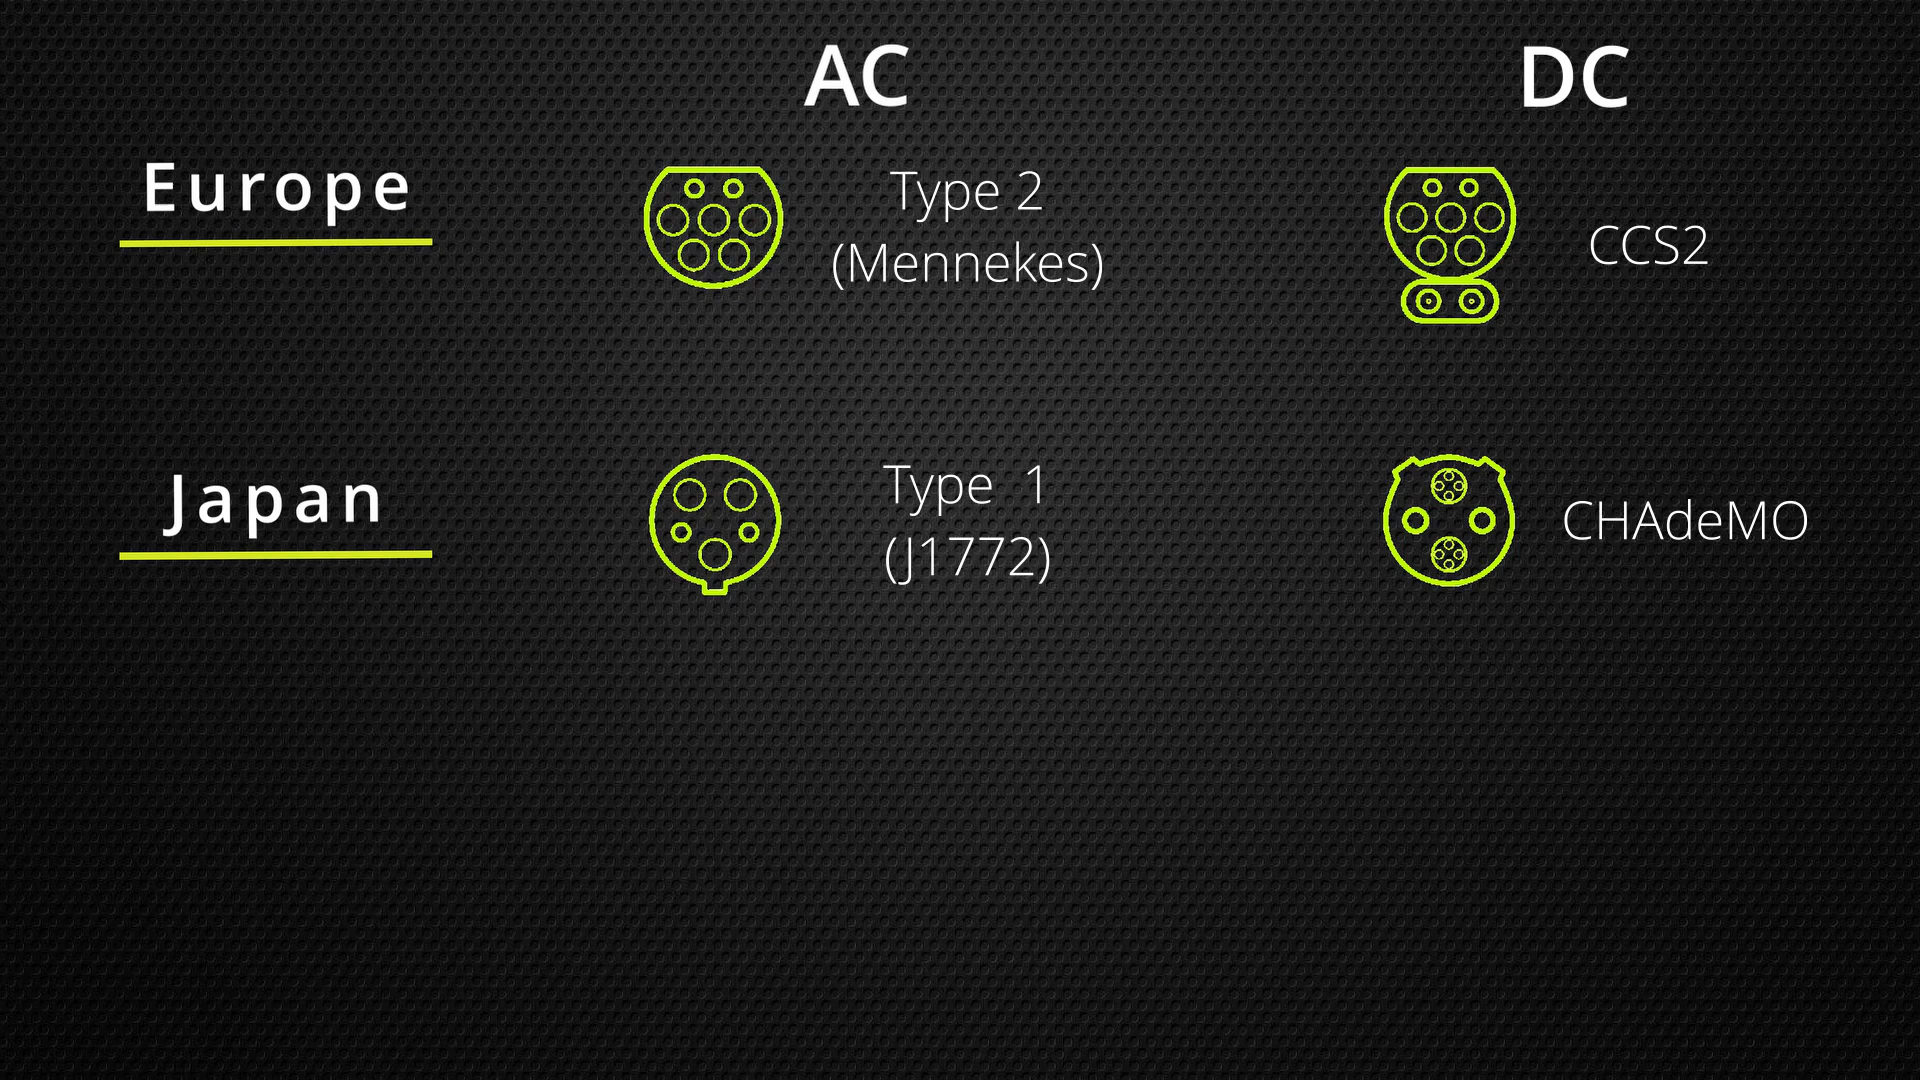 AC
DC
Europe
Type 2
(Mennekes)
CCS2
Japan
Type 1
(J1772)
CHAdeMO